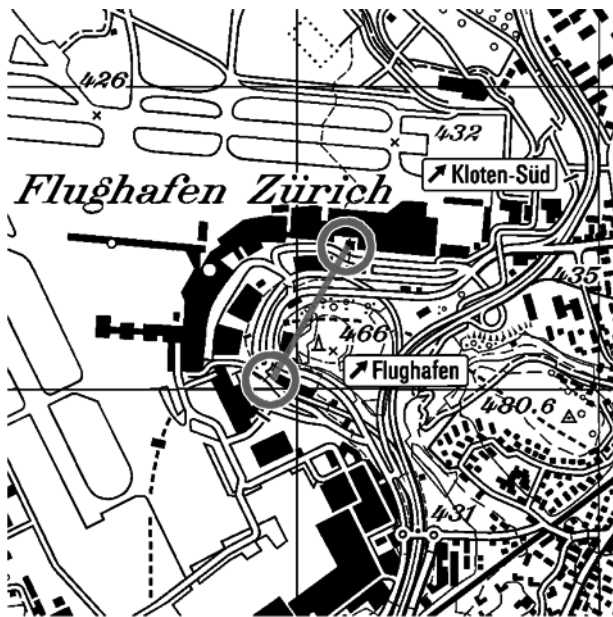 426
432
↗ Kloten-Süd
Flughafen Zürich
435
466
↗ Flughafen
480.6
431